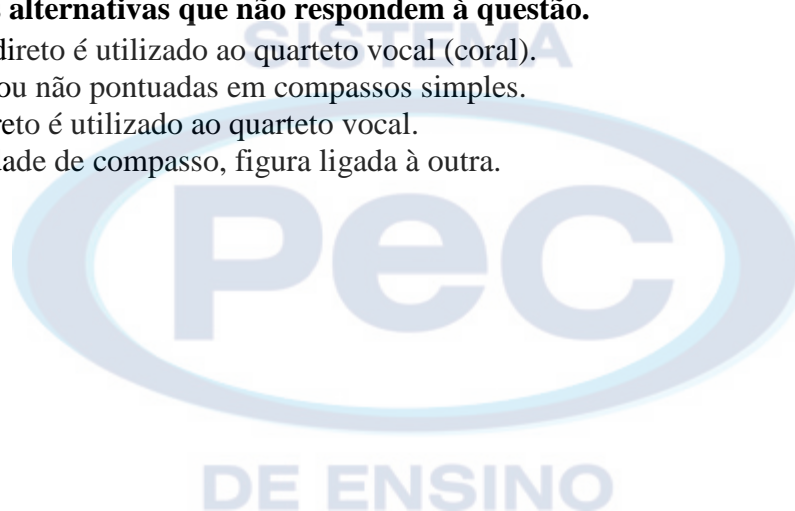 s alternativas que não respondem à questão.
SISTEMA
direto é utilizado ao quarteto vocal (coral).
ou não pontuadas em compassos simples.
reto é utilizado ao quarteto vocal.
dade de compasso, figura ligada à outra.
PeC
DE ENSINO